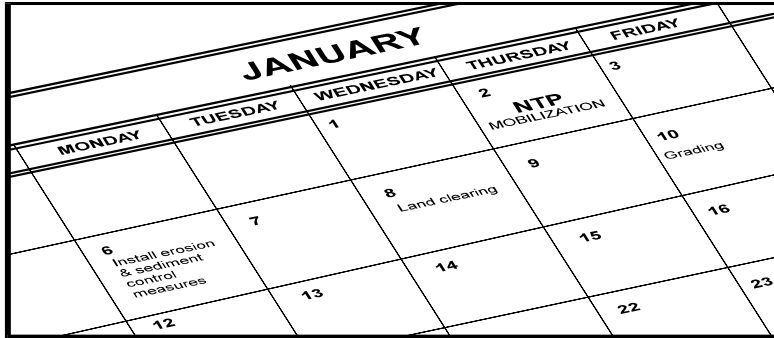 JANUARY
MONDAY TUESDAY WEDNESDAY THURSDAY FRIDAY
1 2 3
NTP
MOBILIZATION
6 7 8 9 10
Install erosion
& sediment
control
measures
Land clearing
Grading
12 13 14 15 16
22 23